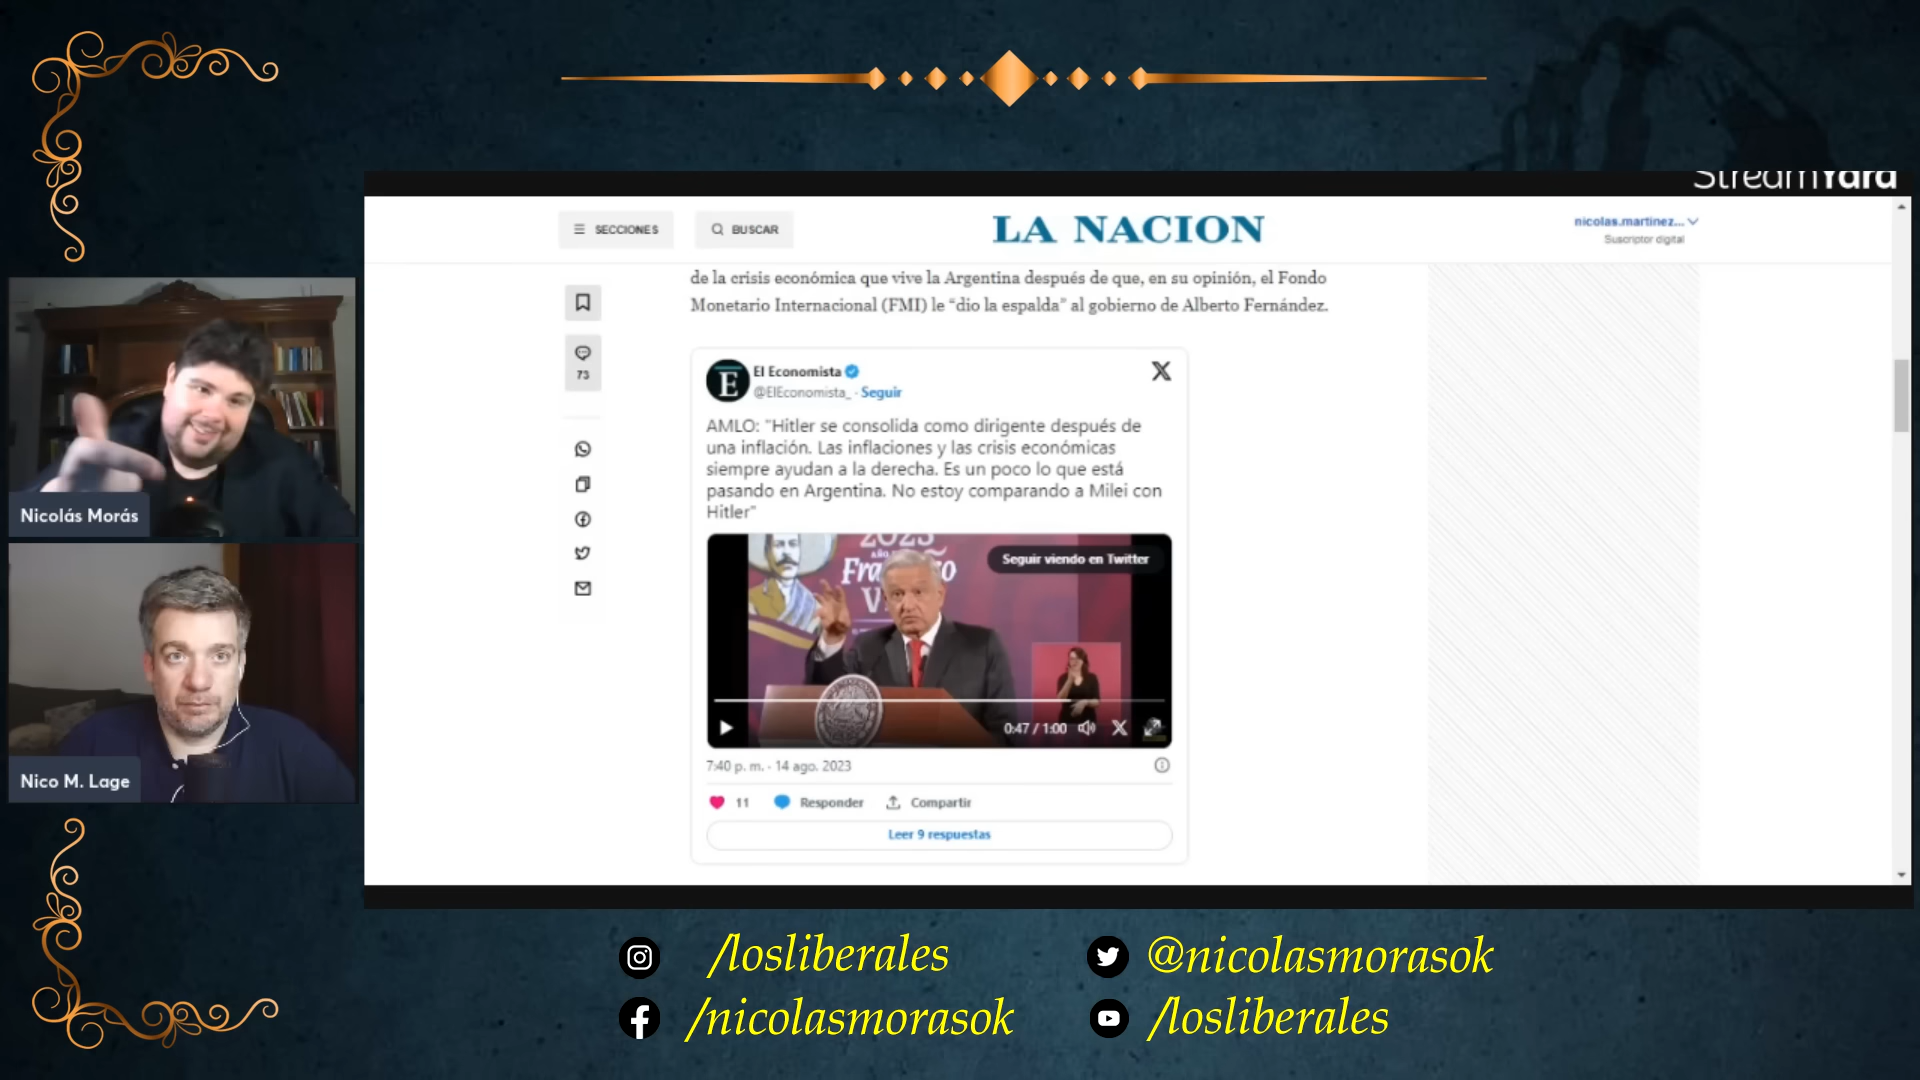 StreamYard
SECCIONES
BUSCAR
LA NACION
nicolas.martinez...
Suscriptor digital
de la crisis económica que vive la Argentina después de que, en su opinión, el Fondo
Monetario Internacional (FMI) le “dio la espalda” al gobierno de Alberto Fernández.
73
E
El Economista
@ElEconomista_ · Seguir
X
AMLO: "Hitler se consolida como dirigente después de
una inflación. Las inflaciones y las crisis económicas
siempre ayudan a la derecha. Es un poco lo que está
pasando en Argentina. No estoy comparando a Milei con
Hitler"
2023
Seguir viendo en Twitter
0:47 / 1:00
7:40 p. m. · 14 ago. 2023
11
Responder
Compartir
Leer 9 respuestas
Nicolás Morás
Nico M. Lage
/losliberales
@nicolasmorasok
/nicolasmorasok
/losliberales